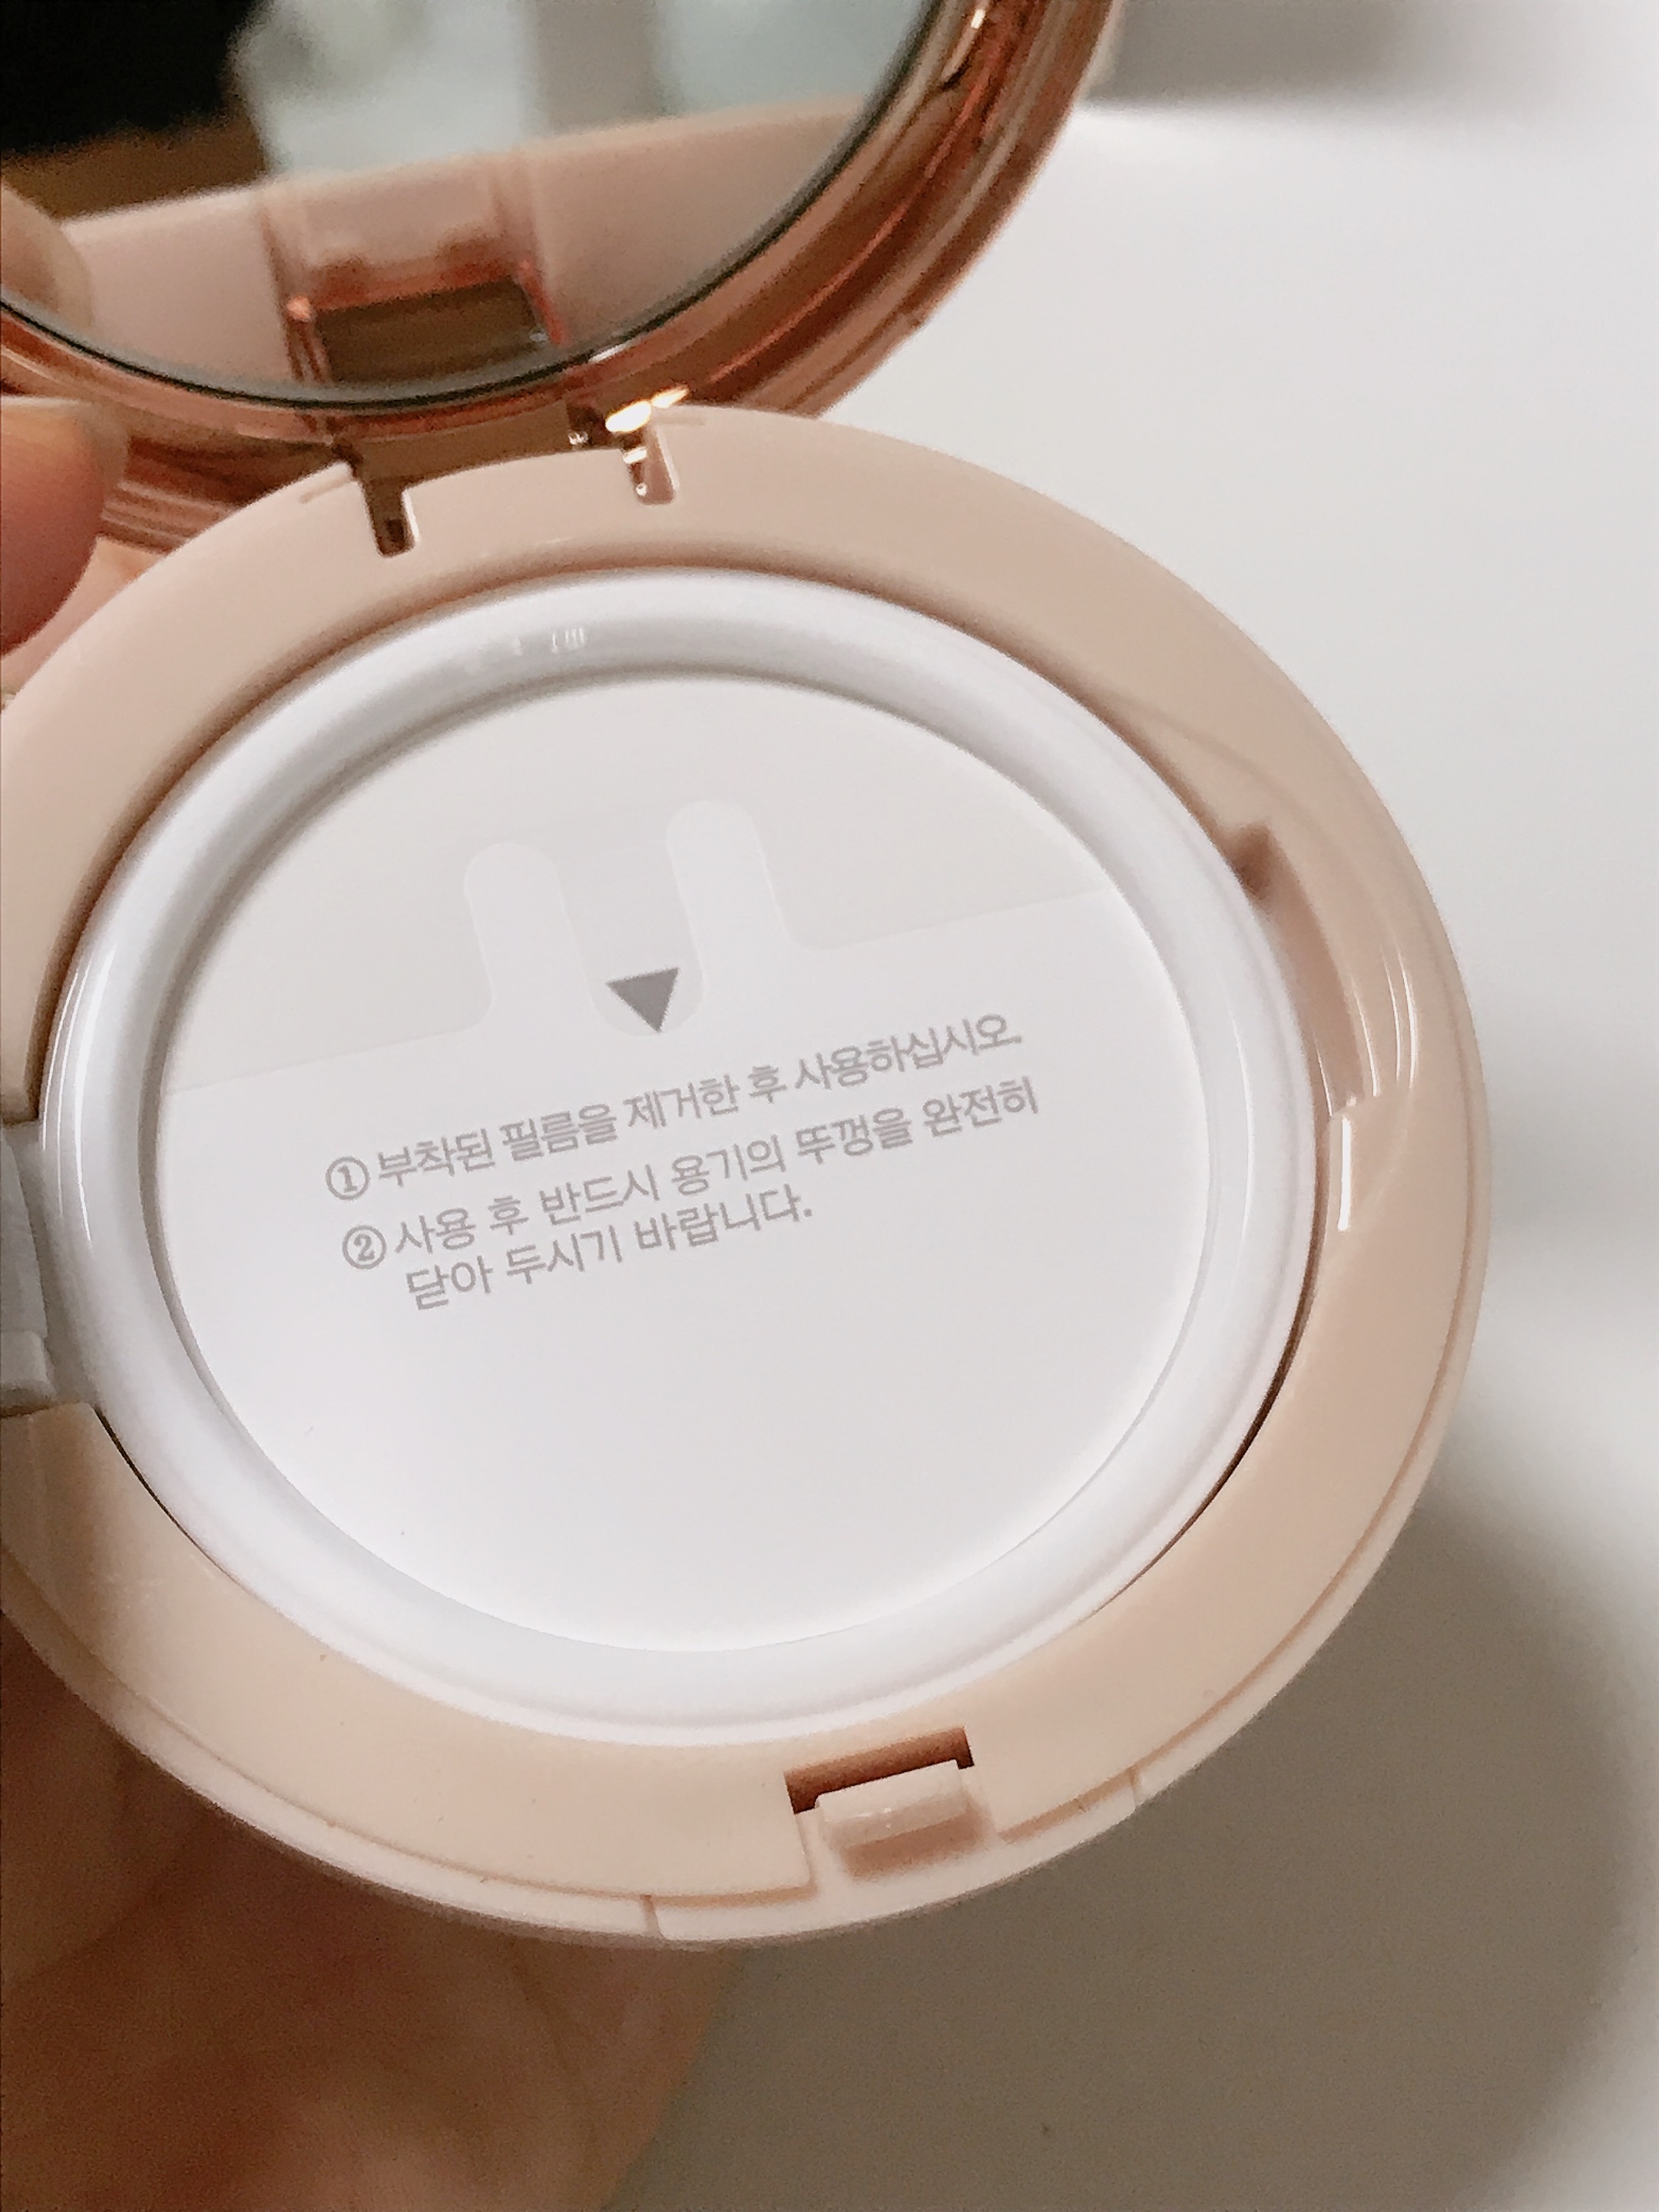 ① 부착된 필름을 제거한 후 사용하십시오.
② 사용 후 반드시 용기의 뚜껑을 완전히
닫아 두시기 바랍니다.